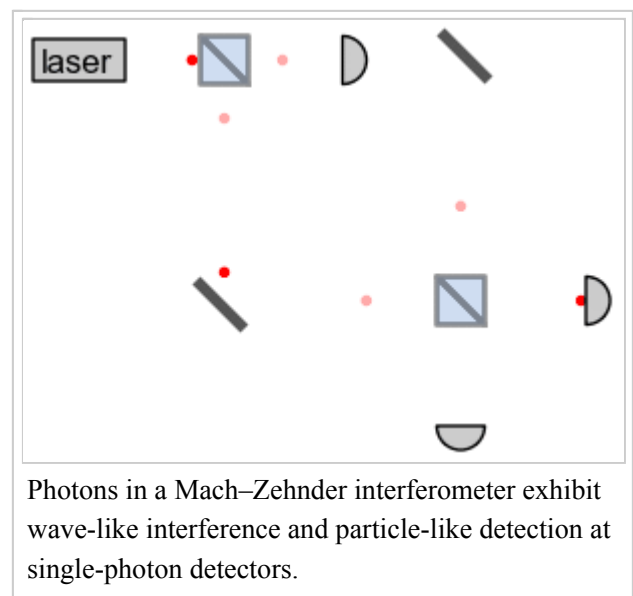 laser
Photons in a Mach–Zehnder interferometer exhibit
wave-like interference and particle-like detection at
single-photon detectors.